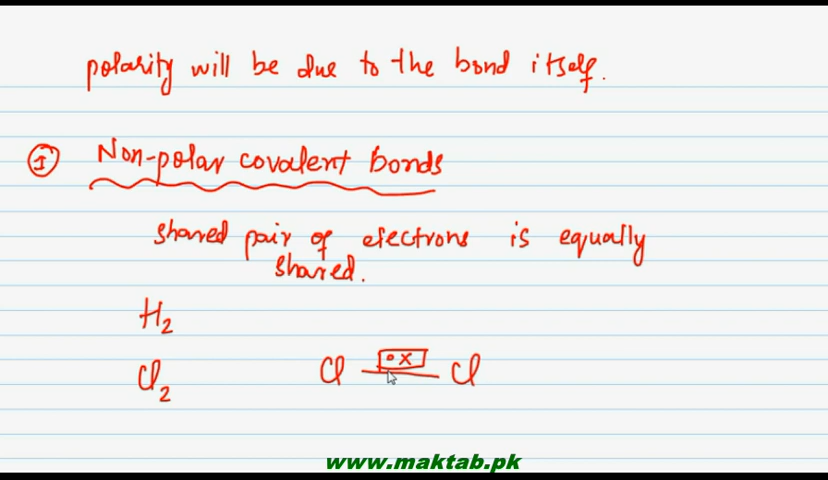 polarity will be due to the bond itself.
① Non-polar covalent bonds
shared pair of electrons is equally
shared.
H₂
Cl₂ Cl •x Cl
www.maktab.pk